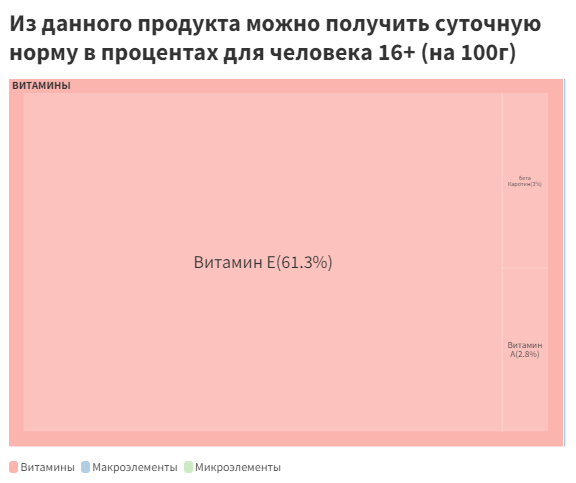 Из данного продукта можно получить суточную
норму в процентах для человека 16+ (на 100г)
ВИТАМИНЫ
бета
Каротен(3%)
Витамин E(61.3%)
Витамин
A(2.8%)
Витамины Макроэлементы Микроэлементы